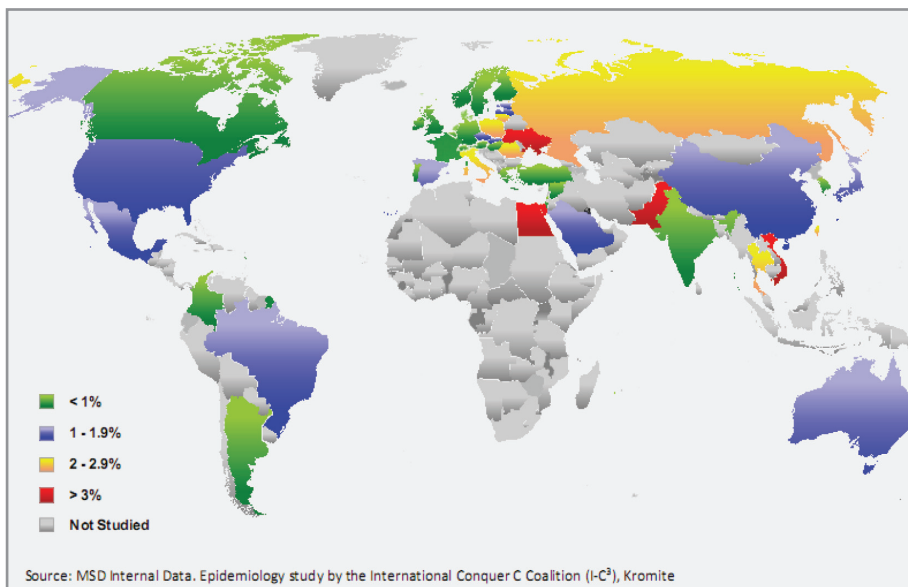 < 1%
1 - 1.9%
2 - 2.9%
> 3%
Not Studied
Source: MSD Internal Data. Epidemiology study by the International Conquer C Coalition (I-C³), Kromite